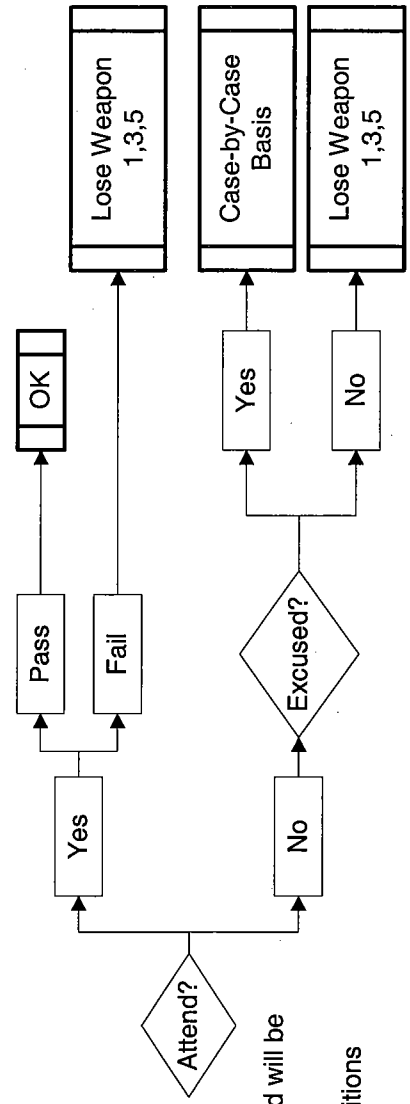 Attend?
Yes
Pass
OK
Fail
Lose Weapon
1,3,5
No
Excused?
Yes
Case-by-Case
Basis
No
Lose Weapon
1,3,5
d will be
itions